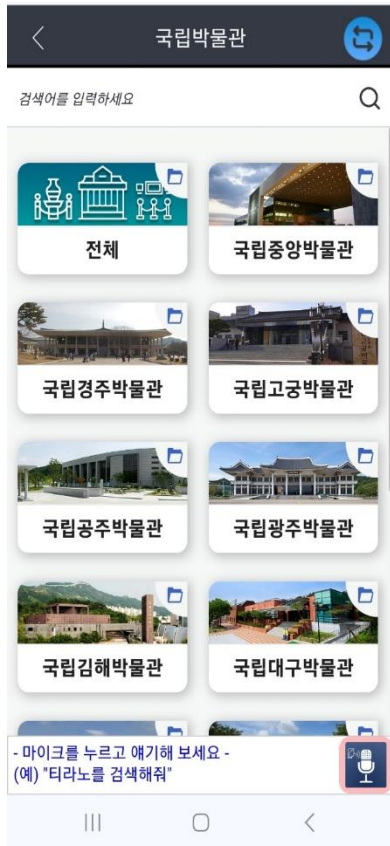 국립박물관
검색어를 입력하세요
전체
국립중앙박물관
국립경주박물관
국립고궁박물관
국립공주박물관
국립광주박물관
국립김해박물관
국립대구박물관
- 마이크를 누르고 얘기해 보세요 -
(예) "티라노를 검색해줘"